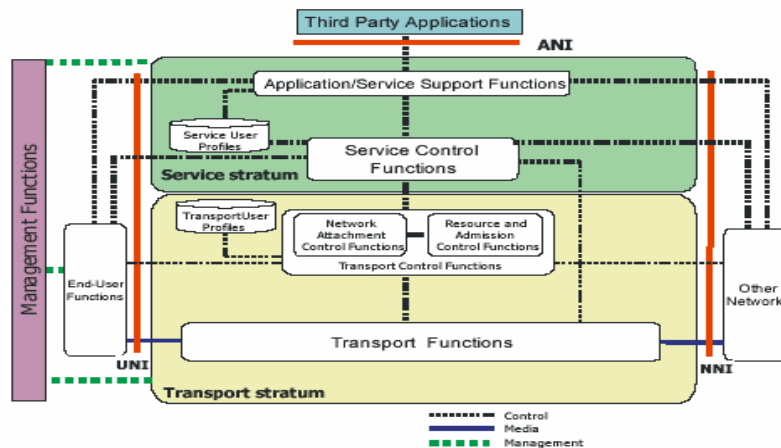 Third Party Applications
ANI
Application/Service Support Functions
Service User
Profiles
Service Control
Functions
Service stratum
Management Functions
TransportUser
Profiles
Network
Attachment
Control Functions
Resource and
Admission
Control Functions
Transport Control Functions
End-User
Functions
Other
Network
Transport Functions
UNI
NNI
Transport stratum
Control
Media
Management